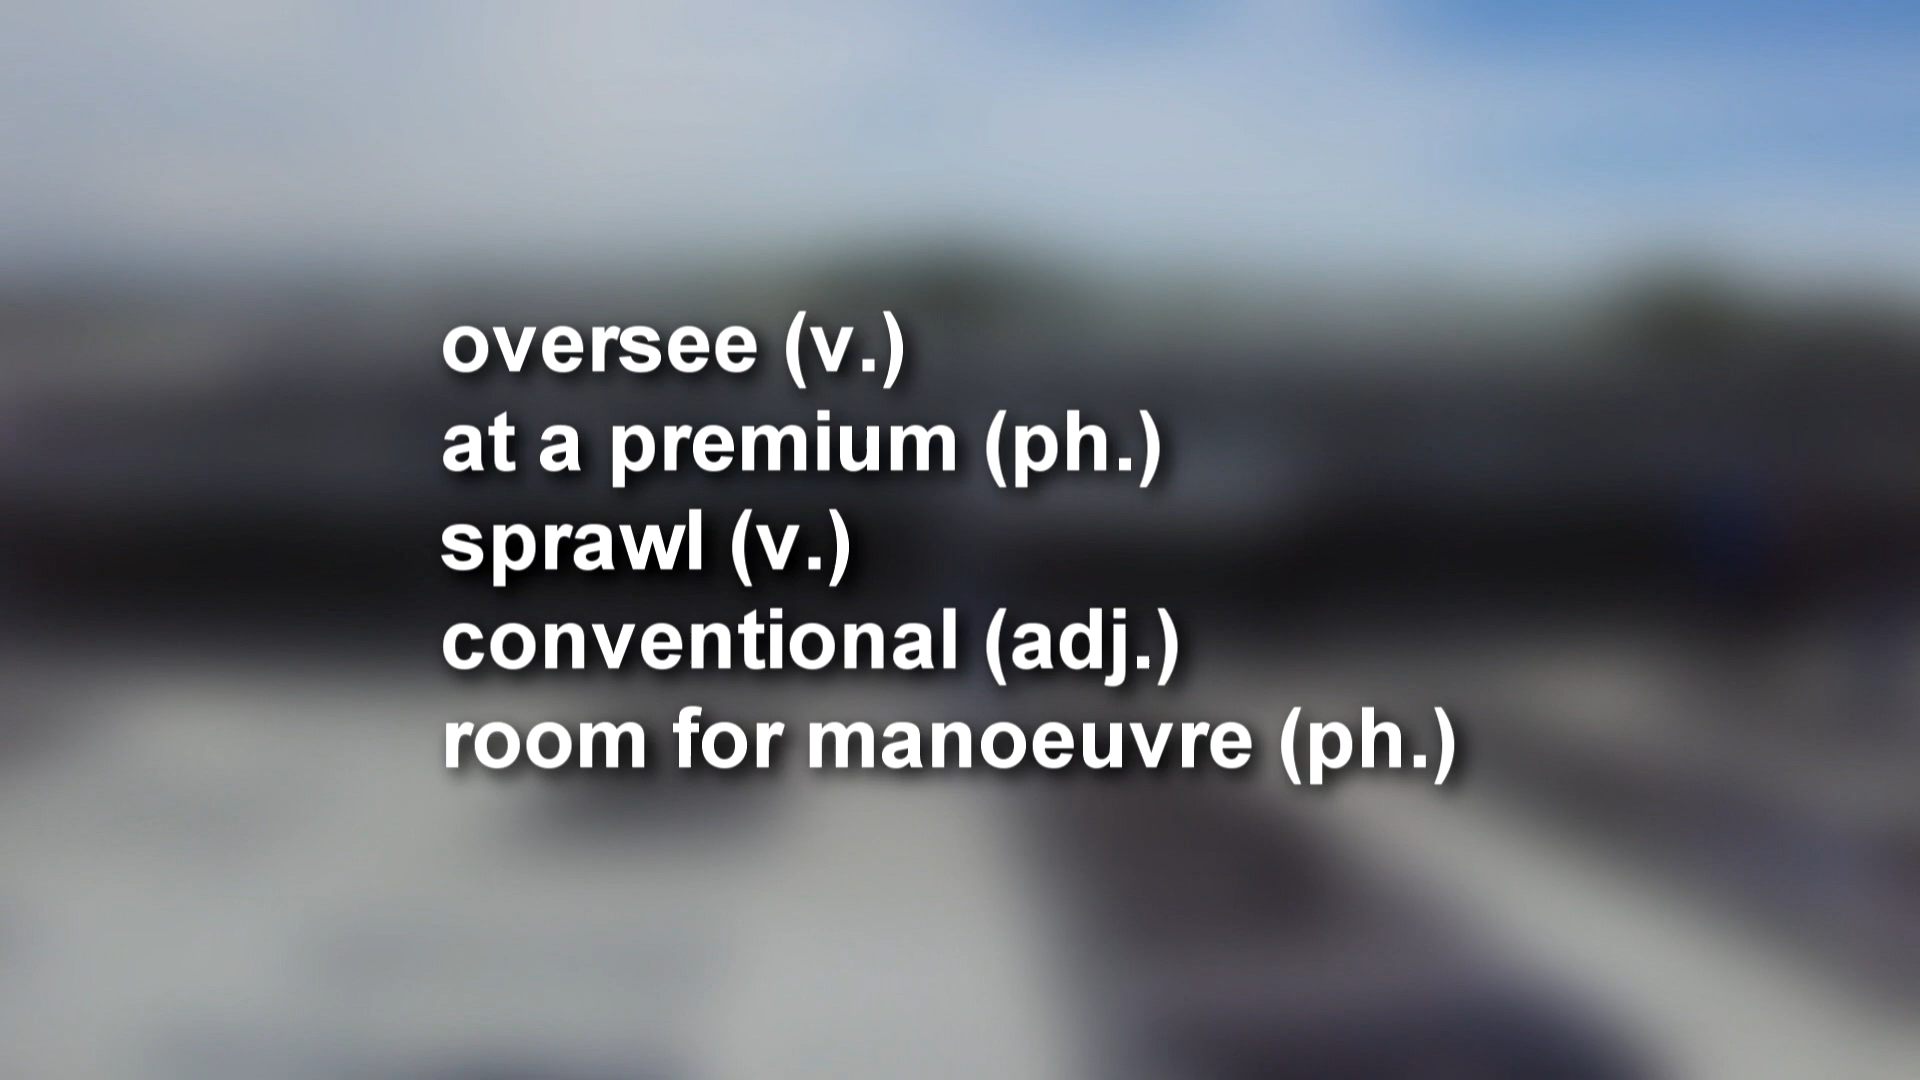 oversee (v.)
at a premium (ph.)
sprawl (v.)
conventional (adj.)
room for manoeuvre (ph.)